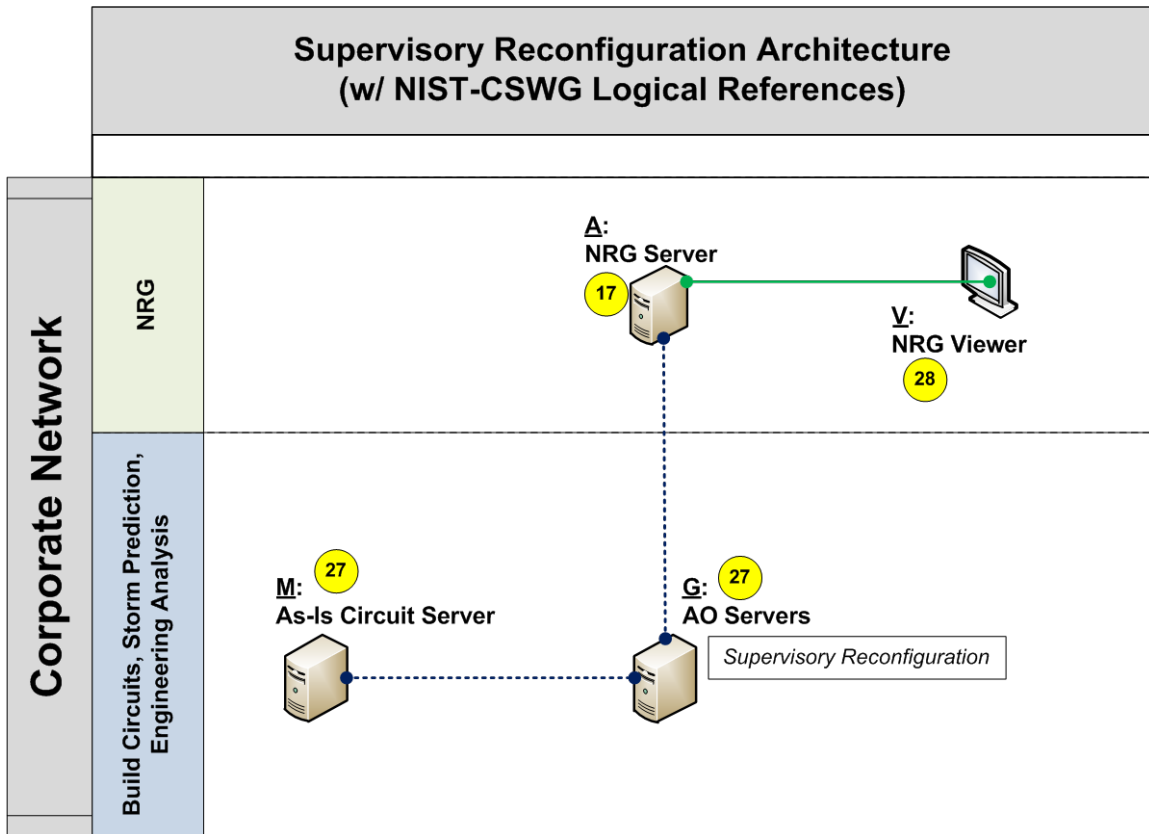 Supervisory Reconfiguration Architecture
(w/ NIST-CSWG Logical References)
Corporate Network
NRG
A:
NRG Server
17
V:
NRG Viewer
28
Build Circuits, Storm Prediction,
Engineering Analysis
M:
27
As-Is Circuit Server
G:
27
AO Servers
Supervisory Reconfiguration